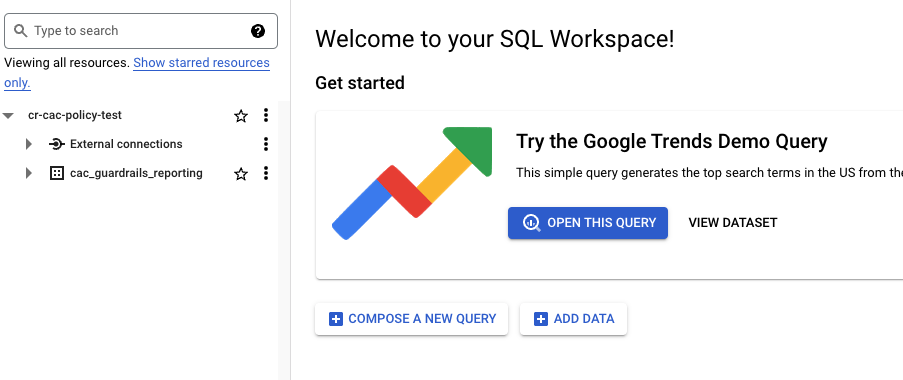 Type to search
Viewing all resources. Show starred resources
only.
cr-cac-policy-test
External connections
cac_guardrails_reporting
Welcome to your SQL Workspace!
Get started
Try the Google Trends Demo Query
This simple query generates the top search terms in the US from the
OPEN THIS QUERY
VIEW DATASET
COMPOSE A NEW QUERY
ADD DATA